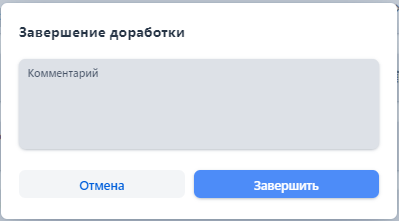 Завершение доработки
Комментарий
Отмена
Завершить